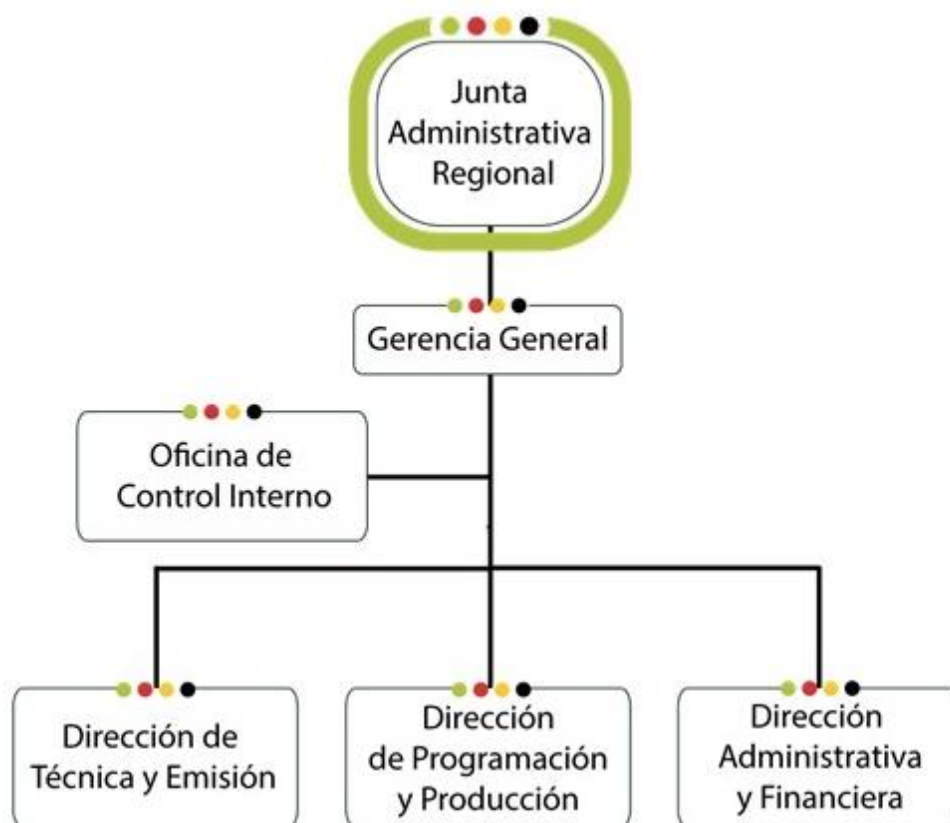 Junta
Administrativa
Regional
Gerencia General
Oficina de
Control Interno
Dirección de
Técnica y Emisión
Dirección
de Programación
y Producción
Dirección
Administrativa
y Financiera